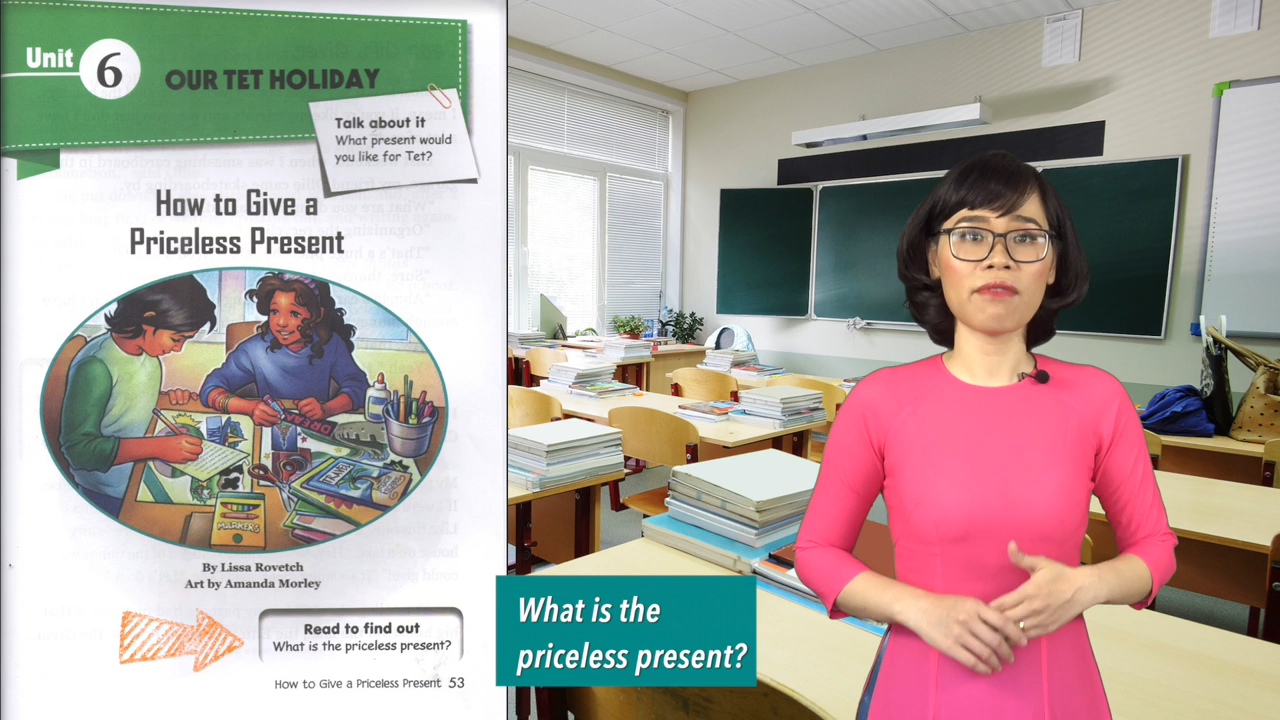 Unit 6
OUR TET HOLIDAY
Talk about it
What present would
you like for Tet?
How to Give a
Priceless Present
DREAM
TRAVEL
MARKERS
By Lissa Rovetch
Art by Amanda Morley
Read to find out
What is the priceless present?
How to Give a Priceless Present 53
What is the
priceless present?